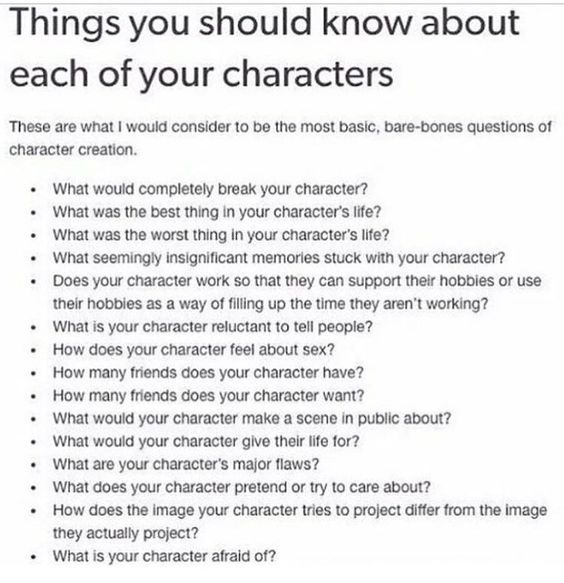 Things you should know about
each of your characters
These are what I would consider to be the most basic, bare-bones questions of
character creation.
• What would completely break your character?
• What was the best thing in your character's life?
• What was the worst thing in your character's life?
• What seemingly insignificant memories stuck with your character?
• Does your character work so that they can support their hobbies or use
their hobbies as a way of filling up the time they aren't working?
• What is your character reluctant to tell people?
• How does your character feel about sex?
• How many friends does your character have?
• How many friends does your character want?
• What would your character make a scene in public about?
• What would your character give their life for?
• What are your character's major flaws?
• What does your character pretend or try to care about?
• How does the image your character tries to project differ from the image
they actually project?
• What is your character afraid of?